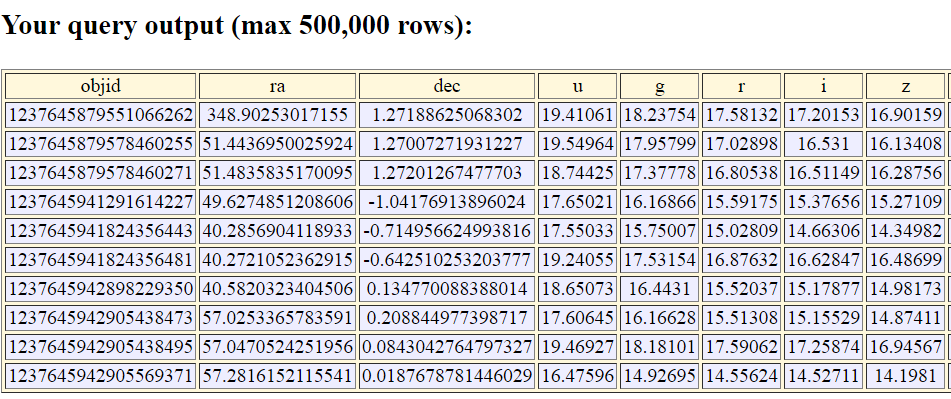 Your query output (max 500,000 rows):
objid ra dec u g r i z
1237645879551066262 348.90253017155 1.27188625068302 19.41061 18.23754 17.58132 17.20153 16.90159
1237645879578460255 51.4436950025924 1.27007271931227 19.54964 17.95799 17.02898 16.531 16.13408
1237645879578460271 51.4835835170095 1.27201267477703 18.74425 17.37778 16.80538 16.51149 16.28756
1237645941291614227 49.6274851208606 -1.04176913896024 17.65021 16.16866 15.59175 15.37656 15.27109
1237645941824356443 40.2856904118933 -0.714956624993816 17.55033 15.75007 15.02809 14.66306 14.34982
1237645941824356481 40.2721052362915 -0.642510253203777 19.24055 17.53154 16.87632 16.62847 16.48699
1237645942898229350 40.5820323404506 0.134770088388014 18.65073 16.4431 15.52037 15.17877 14.98173
1237645942905438473 57.0253365783591 0.208844977398717 17.60645 16.16628 15.51308 15.15529 14.87411
1237645942905438495 57.0470524251956 0.0843042764797327 19.46927 18.18101 17.59062 17.25874 16.94567
1237645942905569371 57.2816152115541 0.0187678781446029 16.47596 14.92695 14.55624 14.52711 14.1981